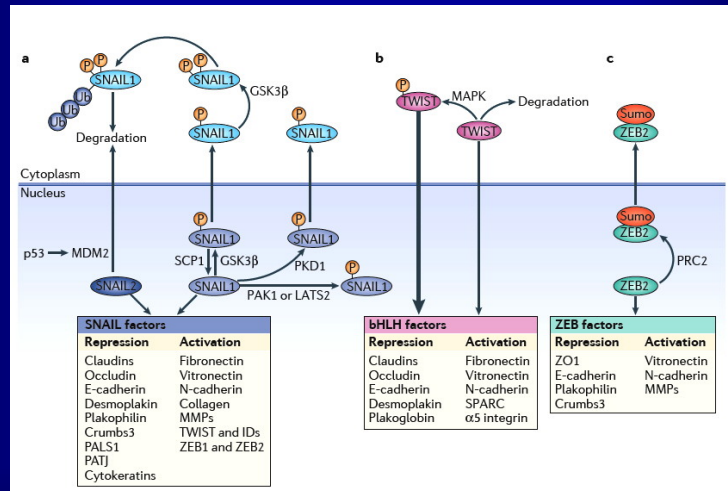 a
P P
SNAIL1
Ub
Ub
Ub
Degradation
P P
SNAIL1
GSK3β
P
SNAIL1
P
SNAIL1
Cytoplasm
Nucleus
P
SNAIL1
P
SNAIL1
p53 MDM2
SCP1 GSK3β
PKD1
P
SNAIL2
SNAIL1
PAK1 or LATS2
SNAIL1
SNAIL factors
Repression Activation
Claudins Fibronectin
Occludin Vitronectin
E-cadherin N-cadherin
Desmoplakin Collagen
Plakophilin MMPs
Crumbs3 TWIST and IDs
PALS1 ZEB1 and ZEB2
PATJ
Cytokeratins
b
P
TWIST
MAPK
Degradation
TWIST
bHLH factors
Repression Activation
Claudins Fibronectin
Occludin Vitronectin
E-cadherin N-cadherin
Desmoplakin SPARC
Plakoglobin α5 integrin
c
Sumo
ZEB2
Sumo
ZEB2
PRC2
ZEB2
ZEB factors
Repression Activation
ZO1 Vitronectin
E-cadherin N-cadherin
Plakophilin MMPs
Crumbs3